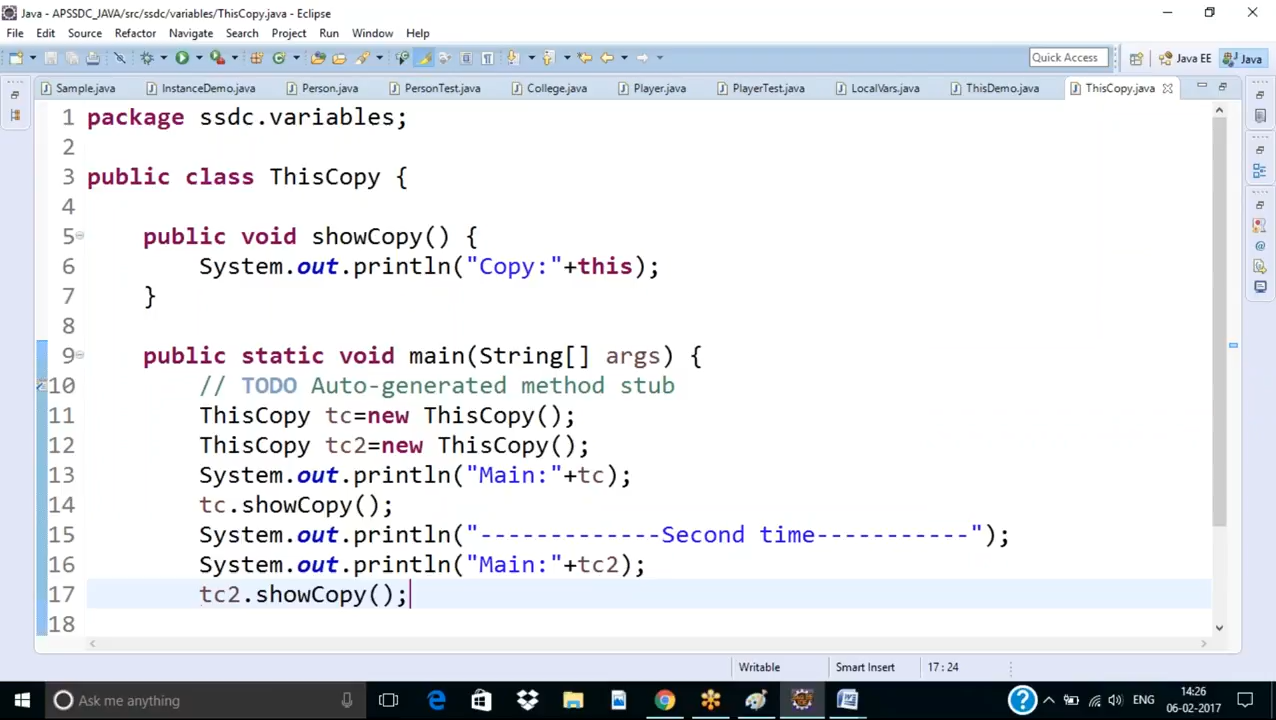 Java - APSSDC_JAVA/src/ssdc/variables/ThisCopy.java - Eclipse
File Edit Source Refactor Navigate Search Project Run Window Help
Quick Access Java EE Java
Sample.java InstanceDemo.java Person.java PersonTest.java College.java Player.java PlayerTest.java LocalVars.java ThisDemo.java ThisCopy.java
1 package ssdc.variables;
2
3 public class ThisCopy {
4
5 public void showCopy() {
6 System.out.println("Copy:"+this);
7 }
8
9 public static void main(String[] args) {
10 // TODO Auto-generated method stub
11 ThisCopy tc=new ThisCopy();
12 ThisCopy tc2=new ThisCopy();
13 System.out.println("Main:"+tc);
14 tc.showCopy();
15 System.out.println("-------------Second time-----------");
16 System.out.println("Main:"+tc2);
17 tc2.showCopy();
18
Writable Smart Insert 17 : 24
Ask me anything ENG 14:26
06-02-2017